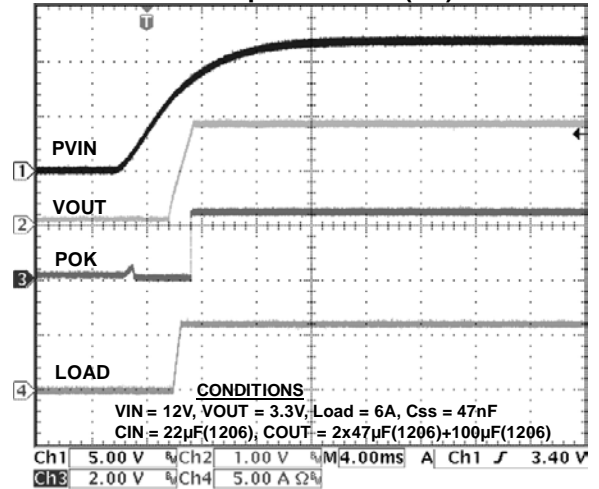 T
PVIN
1
VOUT
2
POK
3
LOAD
4
CONDITIONS
VIN = 12V, VOUT = 3.3V, Load = 6A, Css = 47nF
CIN = 22µF(1206), COUT = 2x47µF(1206)+100µF(1206)
Ch1 5.00 V Ch2 1.00 V M 4.00ms A Ch1 3.40 V
Ch3 2.00 V Ch4 5.00 A Ω